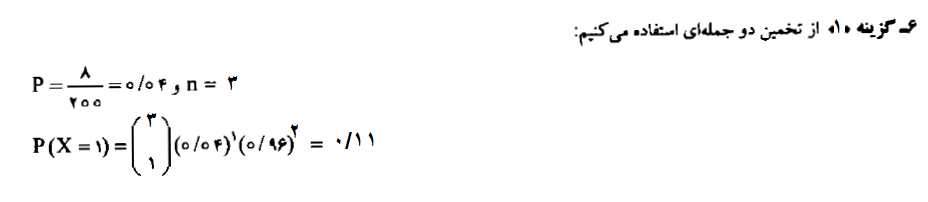 ۶ـ گزینه «۱» از تخمین دو جمله‌ای استفاده می‌کنیم:
P = ۸/۲۰۰ = ۰/۰۴ و n = ۳
P(X = ۱) = (۳ ۱)(۰/۰۴)^۱(۰/۹۶)^۲ = ۰/۱۱